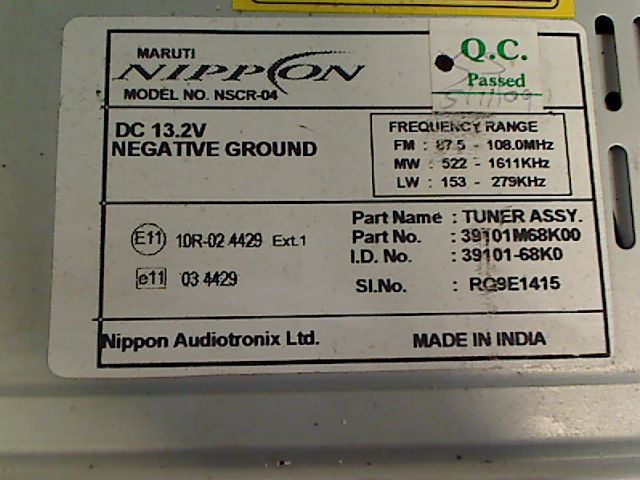 MARUTI
NIPPON
MODEL NO. NSCR-04
Q.C.
Passed
DC 13.2V
NEGATIVE GROUND
FREQUENCY RANGE
FM : 87.5 - 108.0MHz
MW : 522 - 1611KHz
LW : 153 - 279KHz
E11 10R-02 4429 Ext.1
e11 03 4429
Part Name : TUNER ASSY.
Part No. : 39101M68K00
I.D. No. : 39101-68K0
Sl.No. : RG9E1415
Nippon Audiotronix Ltd.
MADE IN INDIA